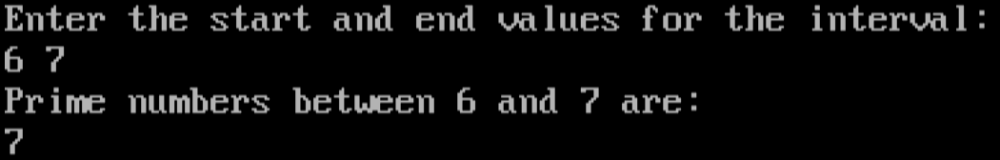 Enter the start and end values for the interval:
6 7
Prime numbers between 6 and 7 are:
7